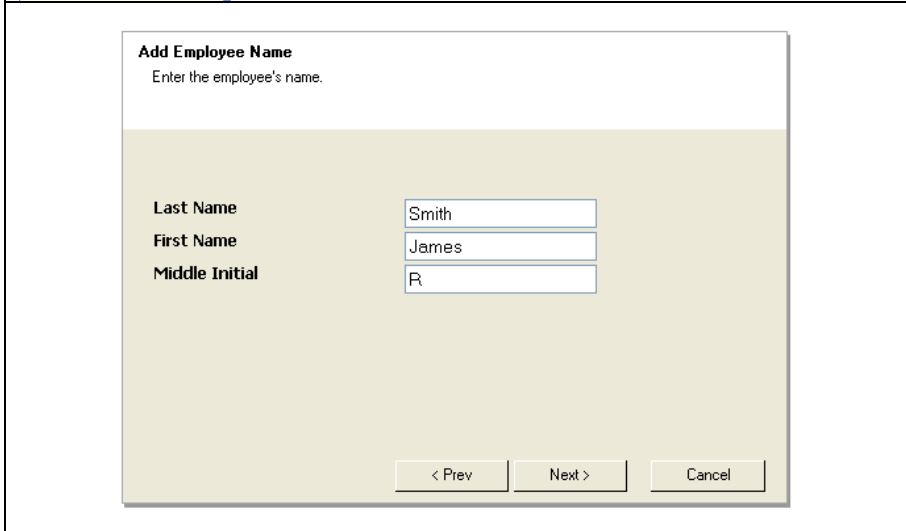 Add Employee Name
Enter the employee's name.
Last Name Smith
First Name James
Middle Initial R
< Prev Next > Cancel